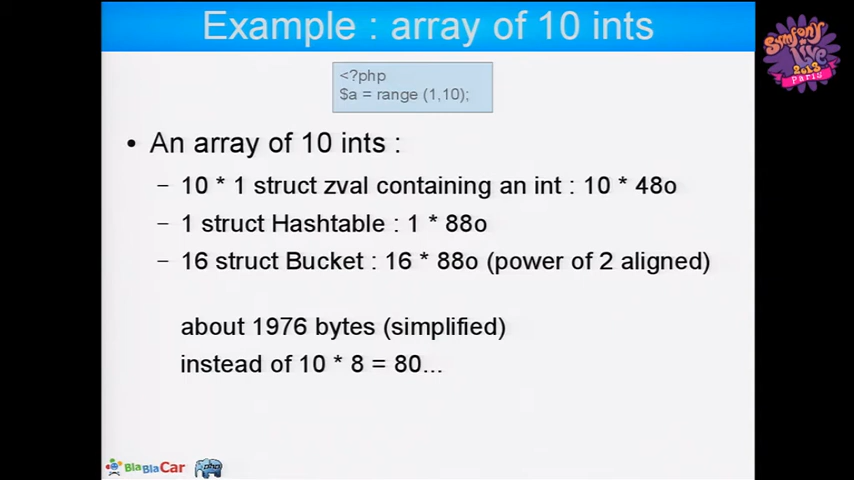 Example : array of 10 ints
Symfony
Live
2013
Paris
<?php
$a = range (1,10);
• An array of 10 ints :
– 10 * 1 struct zval containing an int : 10 * 48o
– 1 struct Hashtable : 1 * 88o
– 16 struct Bucket : 16 * 88o (power of 2 aligned)
about 1976 bytes (simplified)
instead of 10 * 8 = 80...
BlaBlaCar php